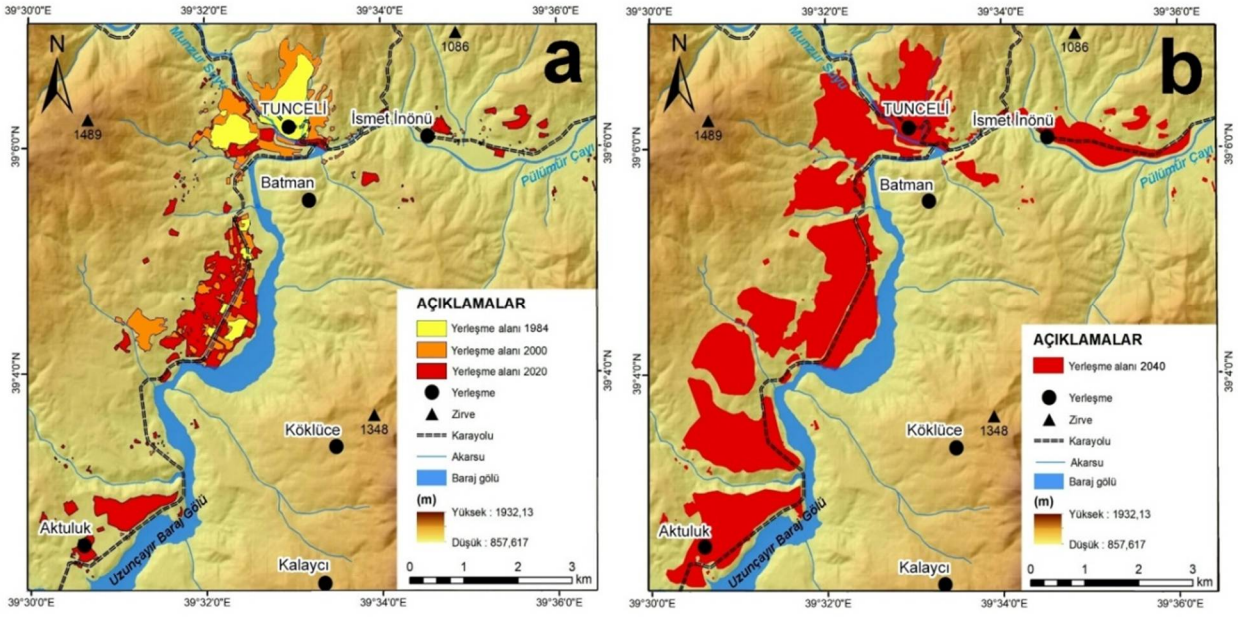 39°30'0"E 39°32'0"E 39°34'0"E 39°36'0"E
N
a
1086
Munzur Suyu
TUNCELİ
İsmet İnönü
1489
39°6'0"N
39°6'0"N
Pülümür Çayı
Batman
AÇIKLAMALAR
Yerleşme alanı 1984
Yerleşme alanı 2000
Yerleşme alanı 2020
Yerleşme
Zirve
Karayolu
Akarsu
Baraj gölü
(m)
Yüksek : 1932,13
Düşük : 857,617
0 1 2 3
km
39°4'0"N
1348
Köklüce
Aktuluk
Uzunçayır Baraj Gölü
Kalaycı
39°30'0"E 39°32'0"E 39°34'0"E 39°36'0"E
39°30'0"E 39°32'0"E 39°34'0"E 39°36'0"E
N
b
1086
Munzur Suyu
TUNCELİ
İsmet İnönü
1489
39°6'0"N
39°6'0"N
Pülümür Çayı
Batman
AÇIKLAMALAR
Yerleşme alanı 2040
Yerleşme
Zirve
Karayolu
Akarsu
Baraj gölü
(m)
Yüksek : 1932,13
Düşük : 857,617
0 1 2 3
km
39°4'0"N
39°4'0"N
1348
Köklüce
Aktuluk
Uzunçayır Baraj Gölü
Kalaycı
39°30'0"E 39°32'0"E 39°34'0"E 39°36'0"E